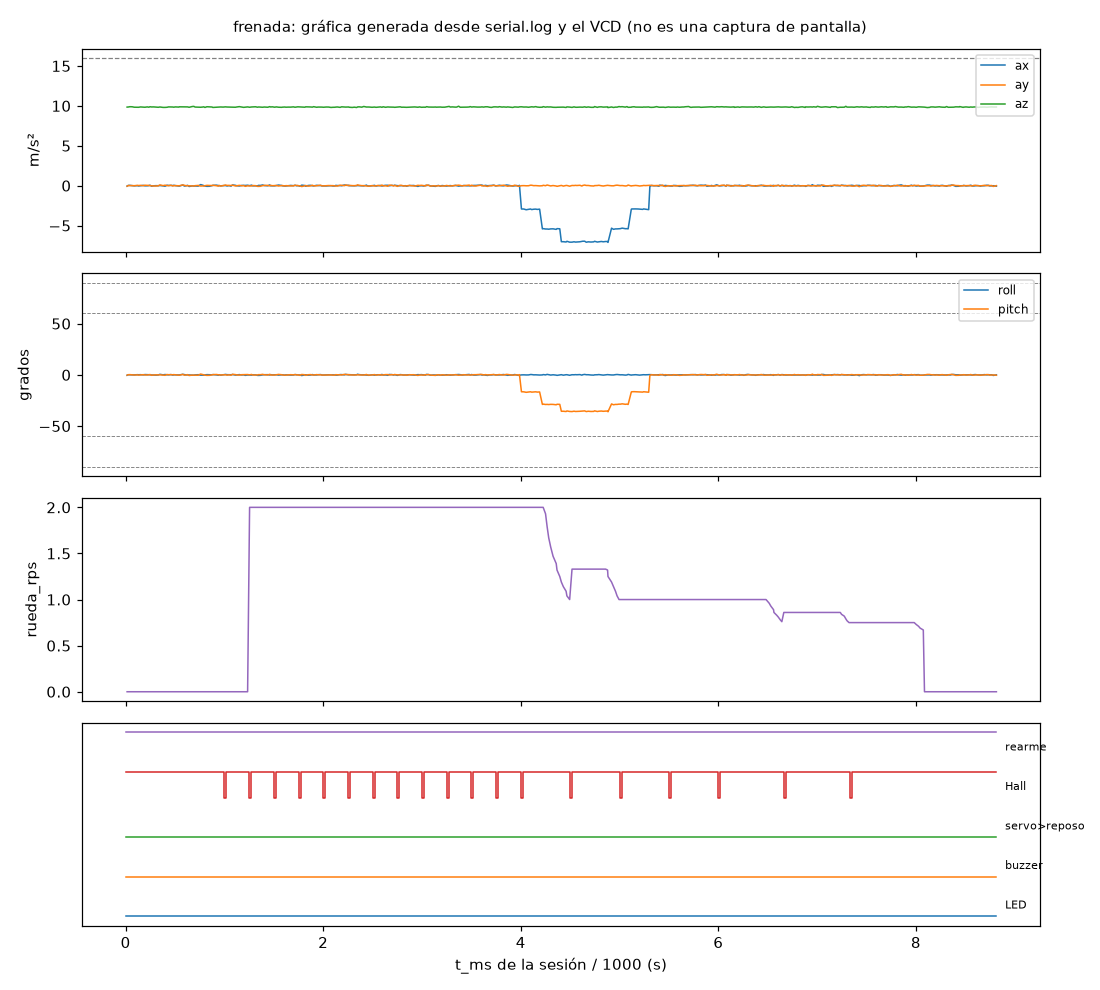 frenada: gráfica generada desde serial.log y el VCD (no es una captura de pantalla)
15
10
5
0
−5
m/s²
ax
ay
az
50
0
−50
grados
roll
pitch
2.0
1.5
1.0
0.5
0.0
rueda_rps
rearme
Hall
servo>reposo
buzzer
LED
0
2
4
6
8
t_ms de la sesión / 1000 (s)